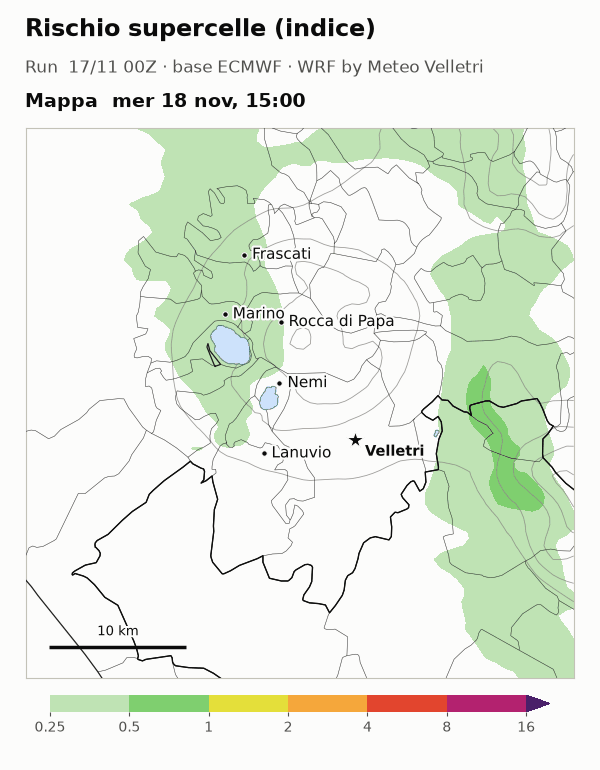 Rischio supercelle (indice)
Run  17/11 00Z · base ECMWF · WRF by Meteo Velletri
Mappa  mer 18 nov, 15:00
Frascati
Marino
Rocca di Papa
Nemi
Velletri
Lanuvio
10 km
0.25 0.5 1 2 4 8 16